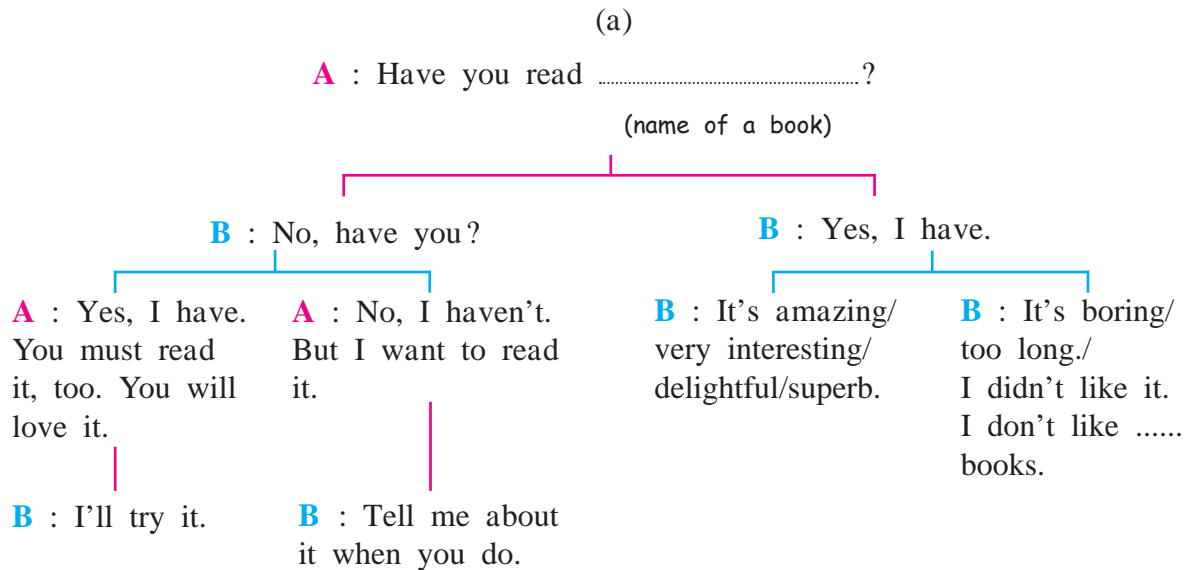 (a)
A : Have you read ..............................?
(name of a book)
B : No, have you?
B : Yes, I have.
A : Yes, I have.
You must read
it, too. You will
love it.
A : No, I haven't.
But I want to read
it.
B : It's amazing/
very interesting/
delightful/superb.
B : It's boring/
too long./
I didn't like it.
I don't like ......
books.
B : I'll try it.
B : Tell me about
it when you do.